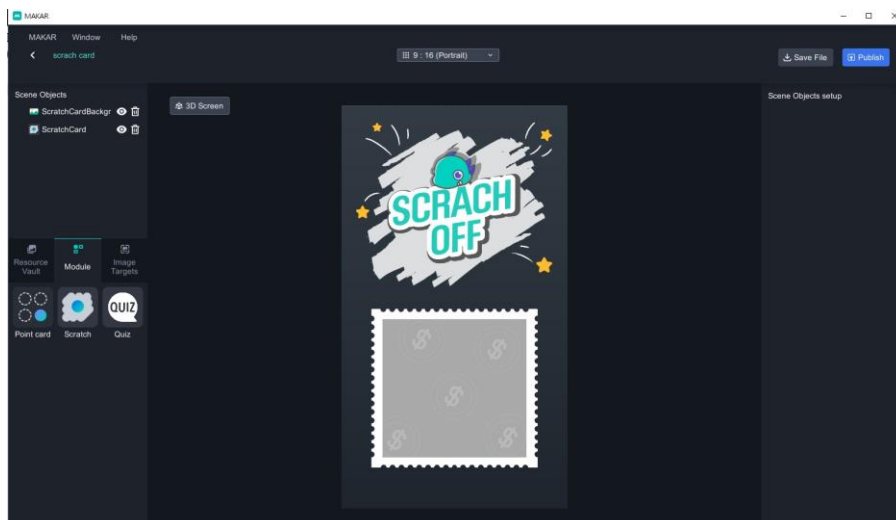 MAKAR
MAKAR Window Help
scrach card
9 : 16 (Portrait)
Save File
Publish
Scene Objects
ScratchCardBackgr
ScratchCard
3D Screen
Scene Objects setup
SCRACH
OFF
Resource Vault
Module
Image Targets
QUIZ
Point card
Scratch
Quiz
$
$
$
$
$